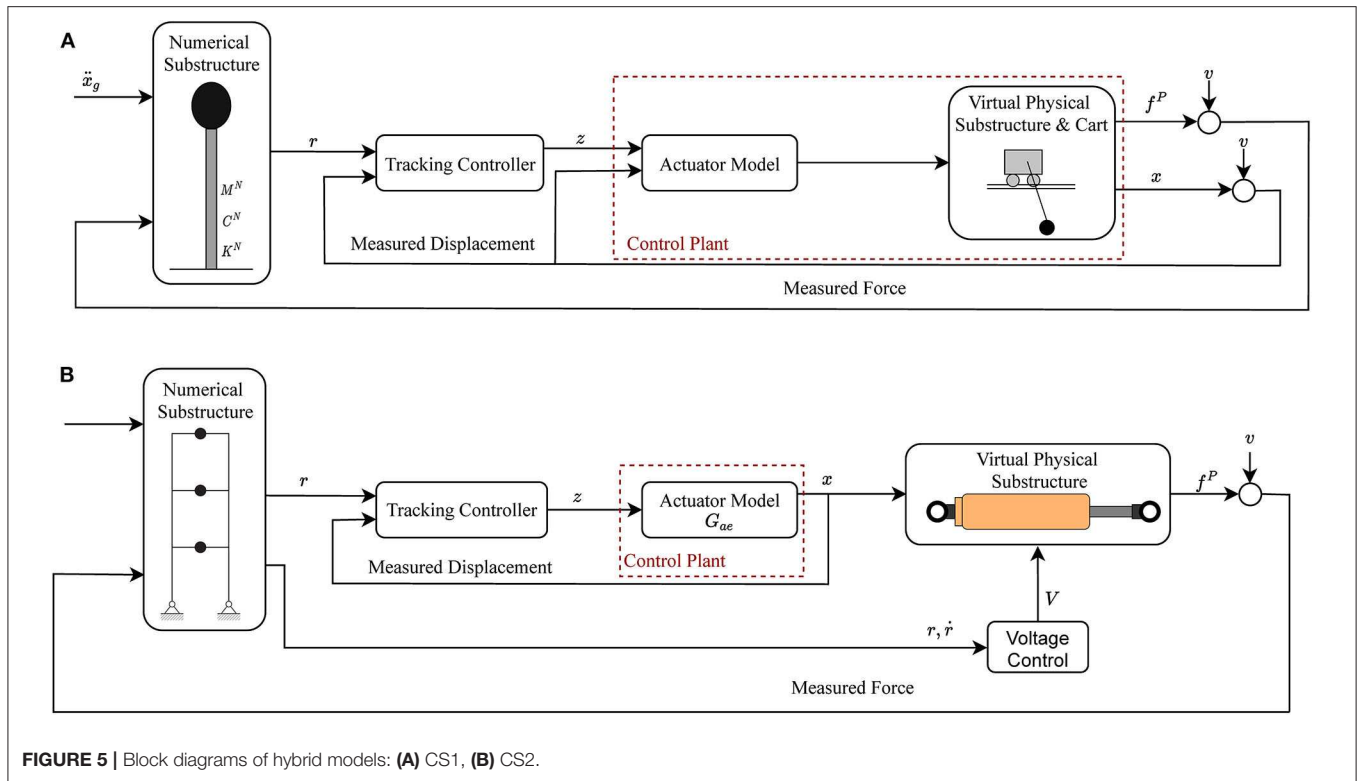 A
Numerical
Substructure
ẍ_g
M^N
C^N
K^N
r
Tracking Controller
z
Actuator Model
Virtual Physical
Substructure & Cart
f^P
v
v
x
Measured Displacement
Control Plant
Measured Force
B
Numerical
Substructure
r
Tracking Controller
z
Actuator Model
G_ae
x
Virtual Physical
Substructure
f^P
v
Control Plant
Measured Displacement
V
r, ṙ
Voltage
Control
Measured Force
FIGURE 5 | Block diagrams of hybrid models: (A) CS1, (B) CS2.